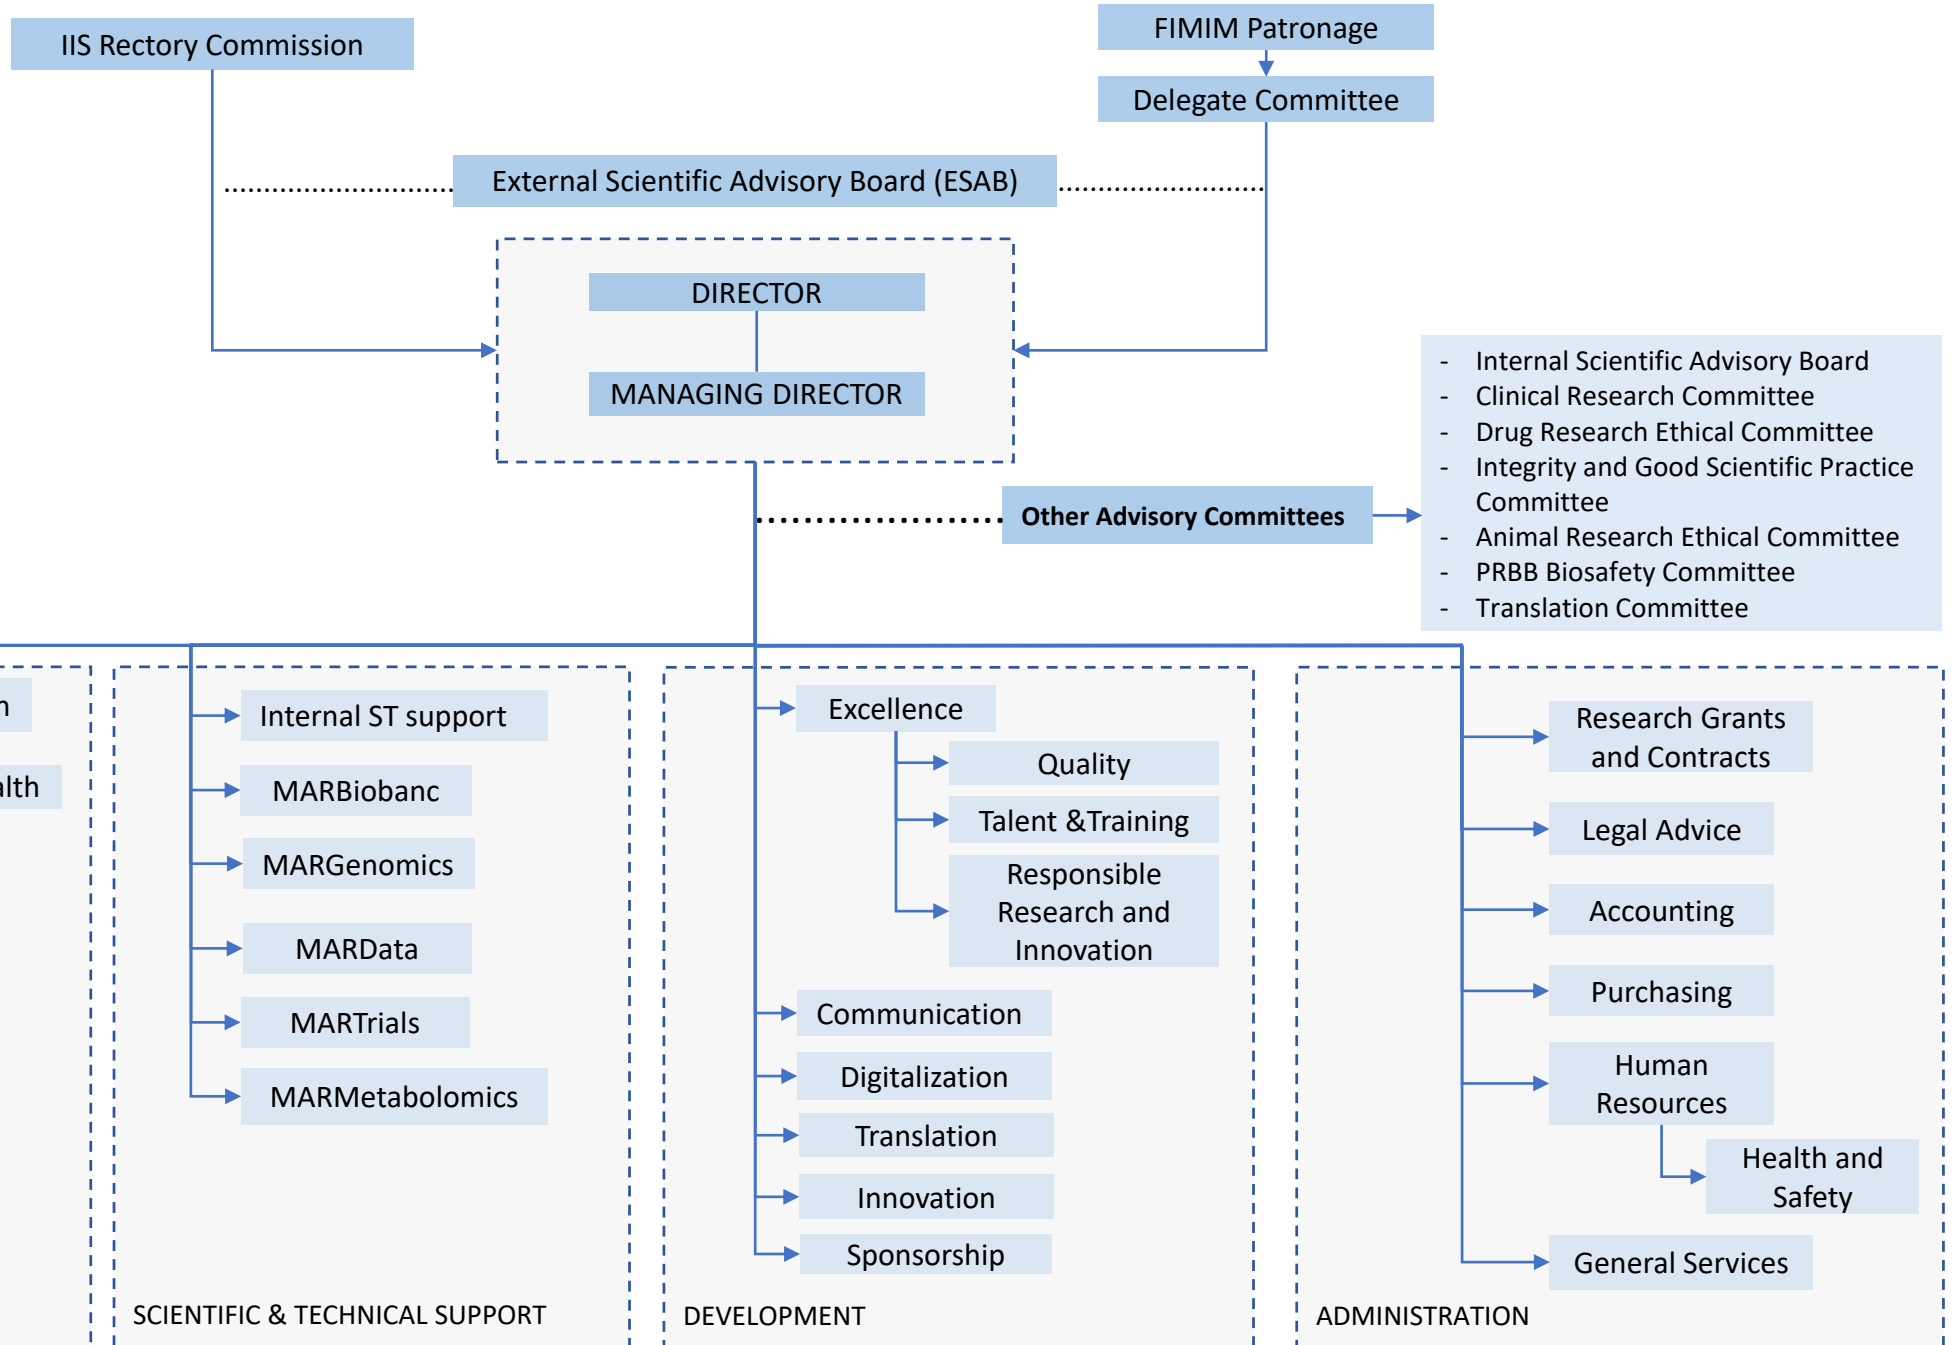 IIS Rectory Commission
FIMIM Patronage
Delegate Committee
External Scientific Advisory Board (ESAB)
DIRECTOR
MANAGING DIRECTOR
Other Advisory Committees
- Internal Scientific Advisory Board
- Clinical Research Committee
- Drug Research Ethical Committee
- Integrity and Good Scientific Practice
Committee
- Animal Research Ethical Committee
- PRBB Biosafety Committee
- Translation Committee
Internal ST support
MARBiobanc
MARGenomics
MARData
MARTrials
MARMetabolomics
SCIENTIFIC & TECHNICAL SUPPORT
Excellence
Quality
Talent &Training
Responsible
Research and
Innovation
Communication
Digitalization
Translation
Innovation
Sponsorship
DEVELOPMENT
Research Grants
and Contracts
Legal Advice
Accounting
Purchasing
Human
Resources
Health and
Safety
General Services
ADMINISTRATION